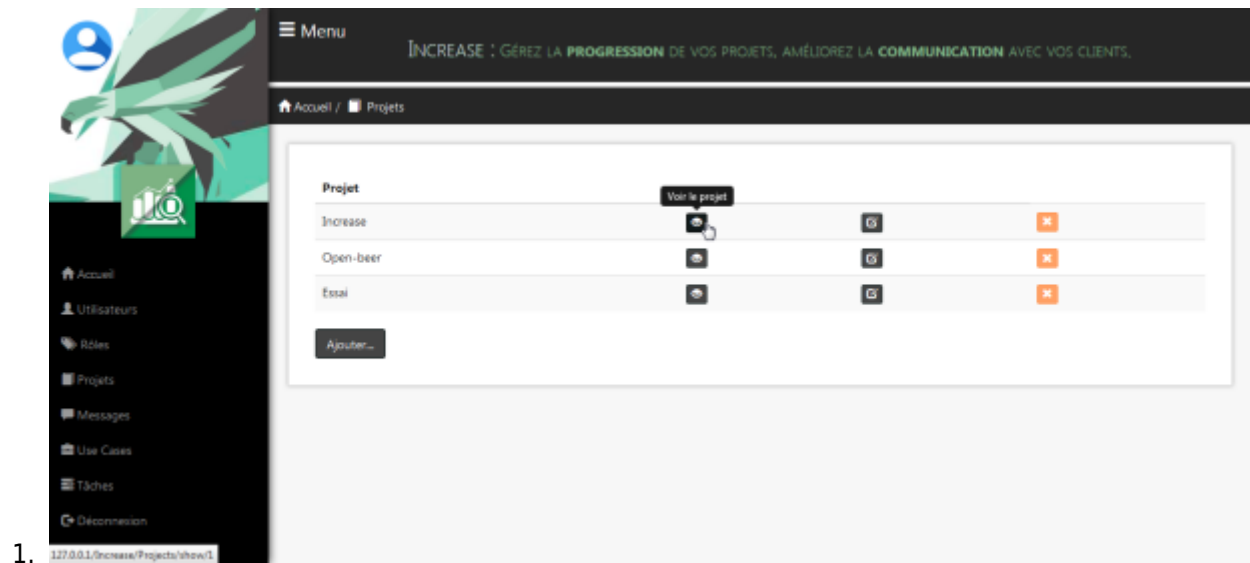 Menu
INCREASE : GÉREZ LA PROGRESSION DE VOS PROJETS, AMÉLIOREZ LA COMMUNICATION AVEC VOS CLIENTS.
Accueil / Projets
Projet
Voir le projet
Increase
Open-beer
Essai
Ajouter...
Accueil
Utilisateurs
Rôles
Projets
Messages
Use Cases
Tâches
Déconnexion
1. 127.0.0.1/Increase/Projects/show/1